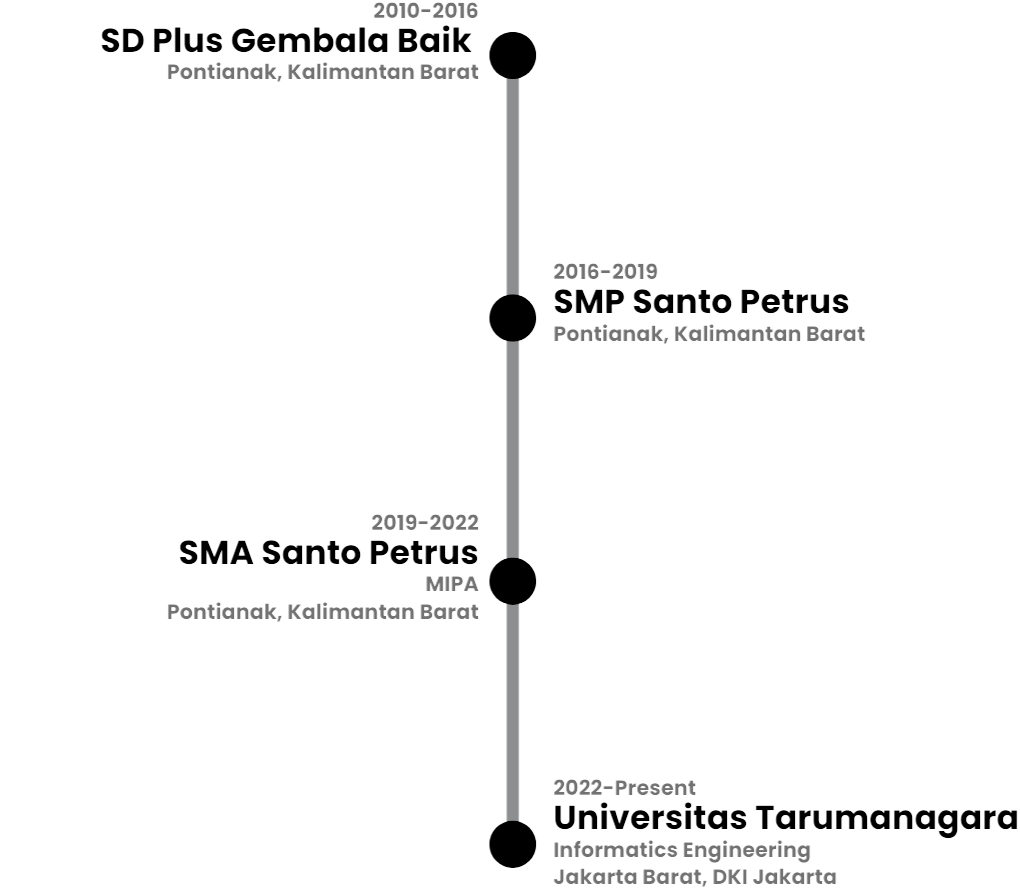 2010-2016
SD Plus Gembala Baik
Pontianak, Kalimantan Barat
2016-2019
SMP Santo Petrus
Pontianak, Kalimantan Barat
2019-2022
SMA Santo Petrus
MIPA
Pontianak, Kalimantan Barat
2022-Present
Universitas Tarumanagara
Informatics Engineering
Jakarta Barat, DKI Jakarta